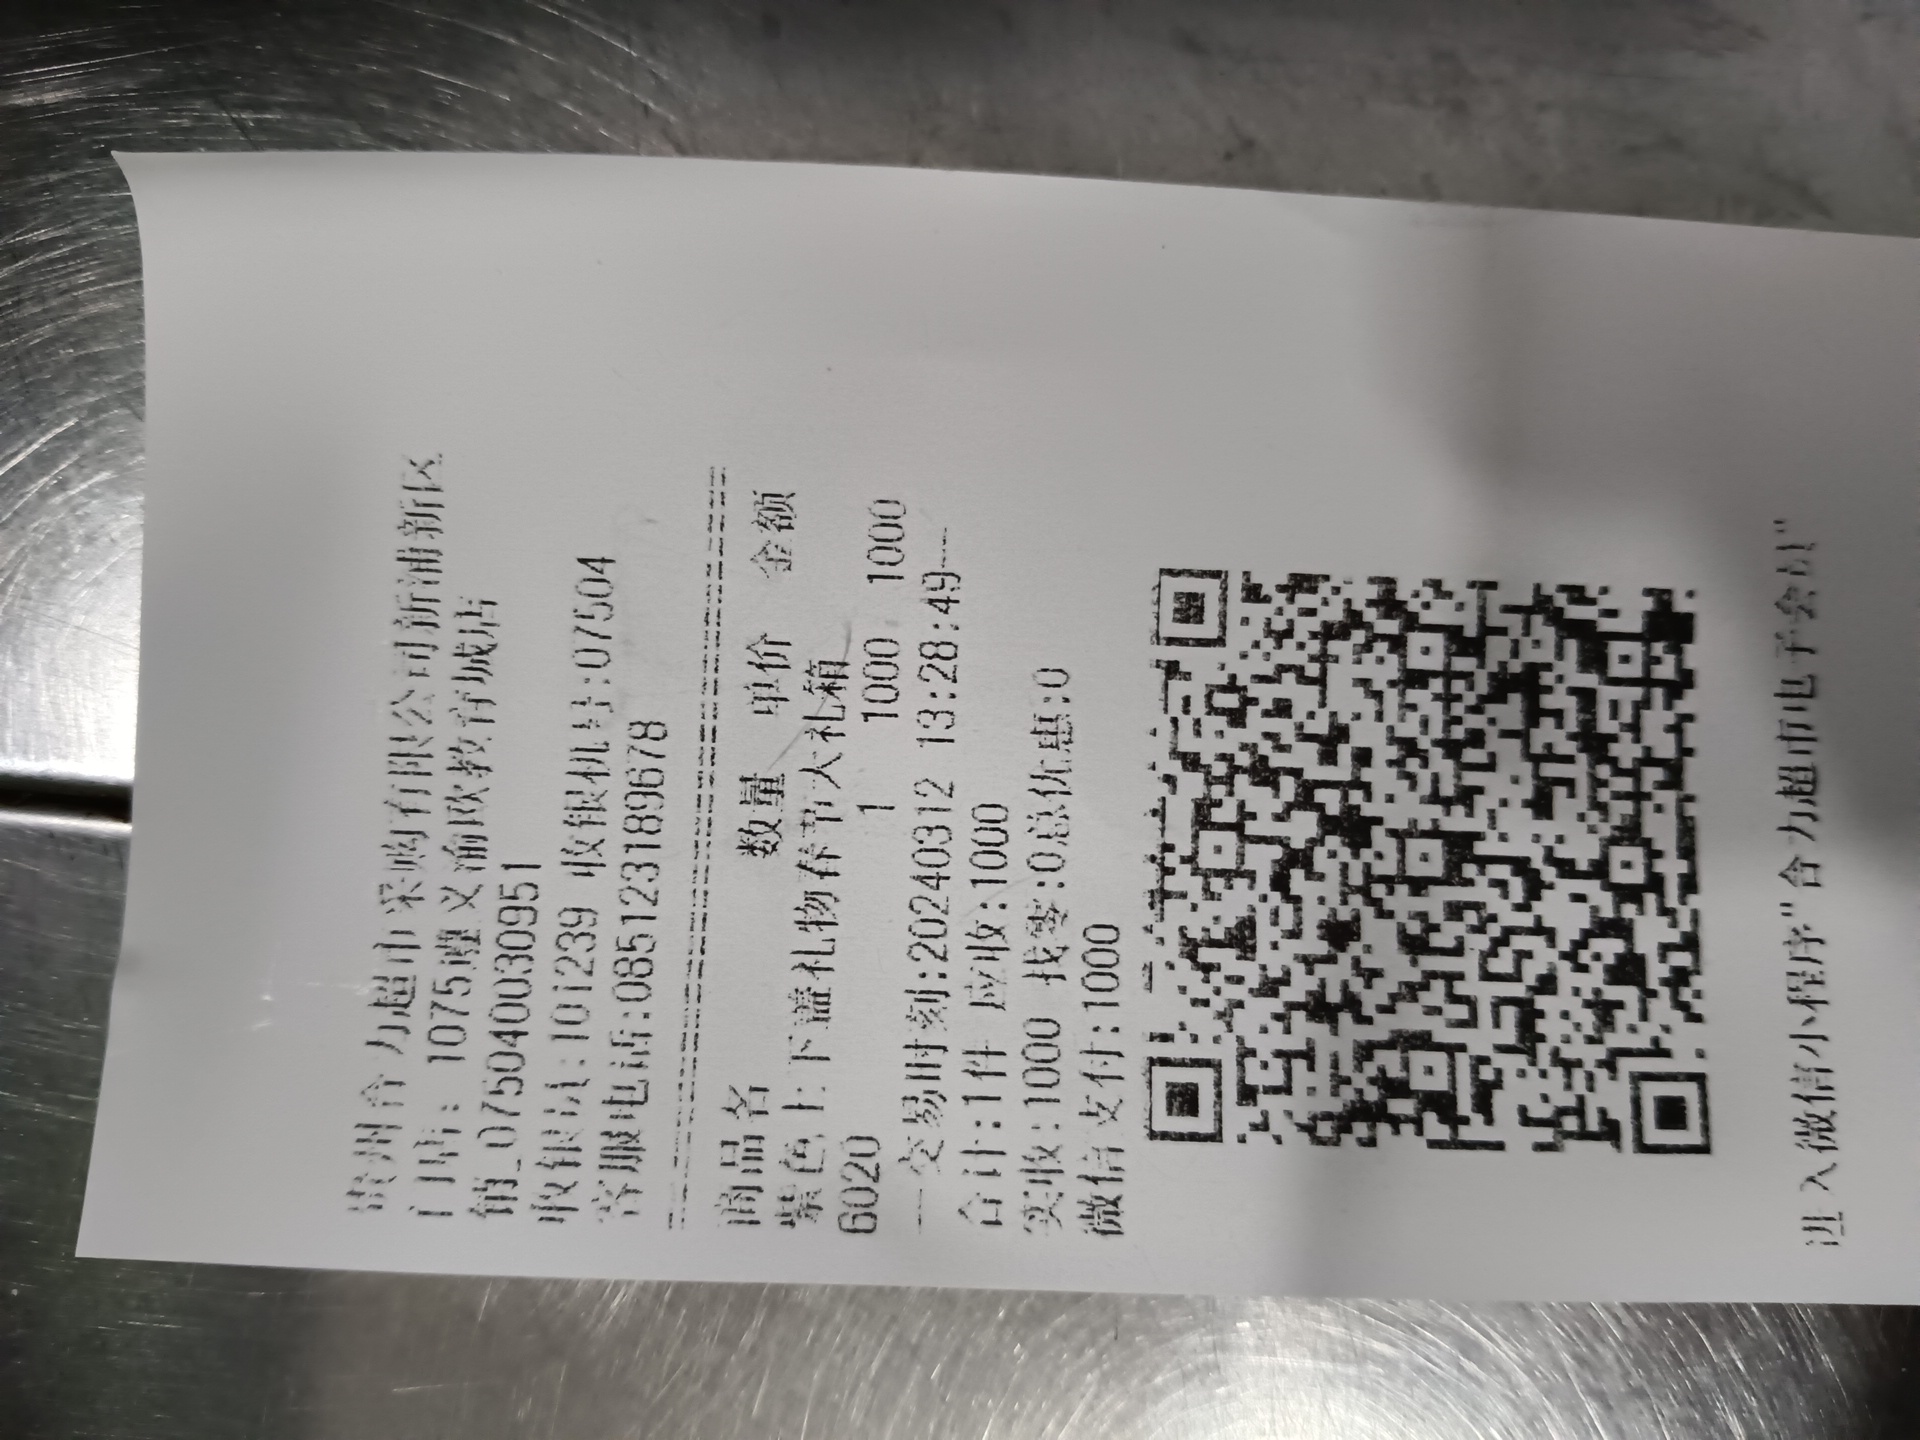 贵州合力超市采购有限公司新浦新区
门店: 1075遵义渝欧教育城店
销_075040030951
收银员:101239 收银机号:07504
客服电话:085123189678
商品名 数量 单价 金额
紫色上下盖礼物春节大礼箱
6020 1 1000 1000
—交易时刻:20240312 13:28:49—
合计:1件 应收:1000
实收:1000 找零:0总优惠:0
微信支付:1000
进入微信小程序"合力超市电子会员"